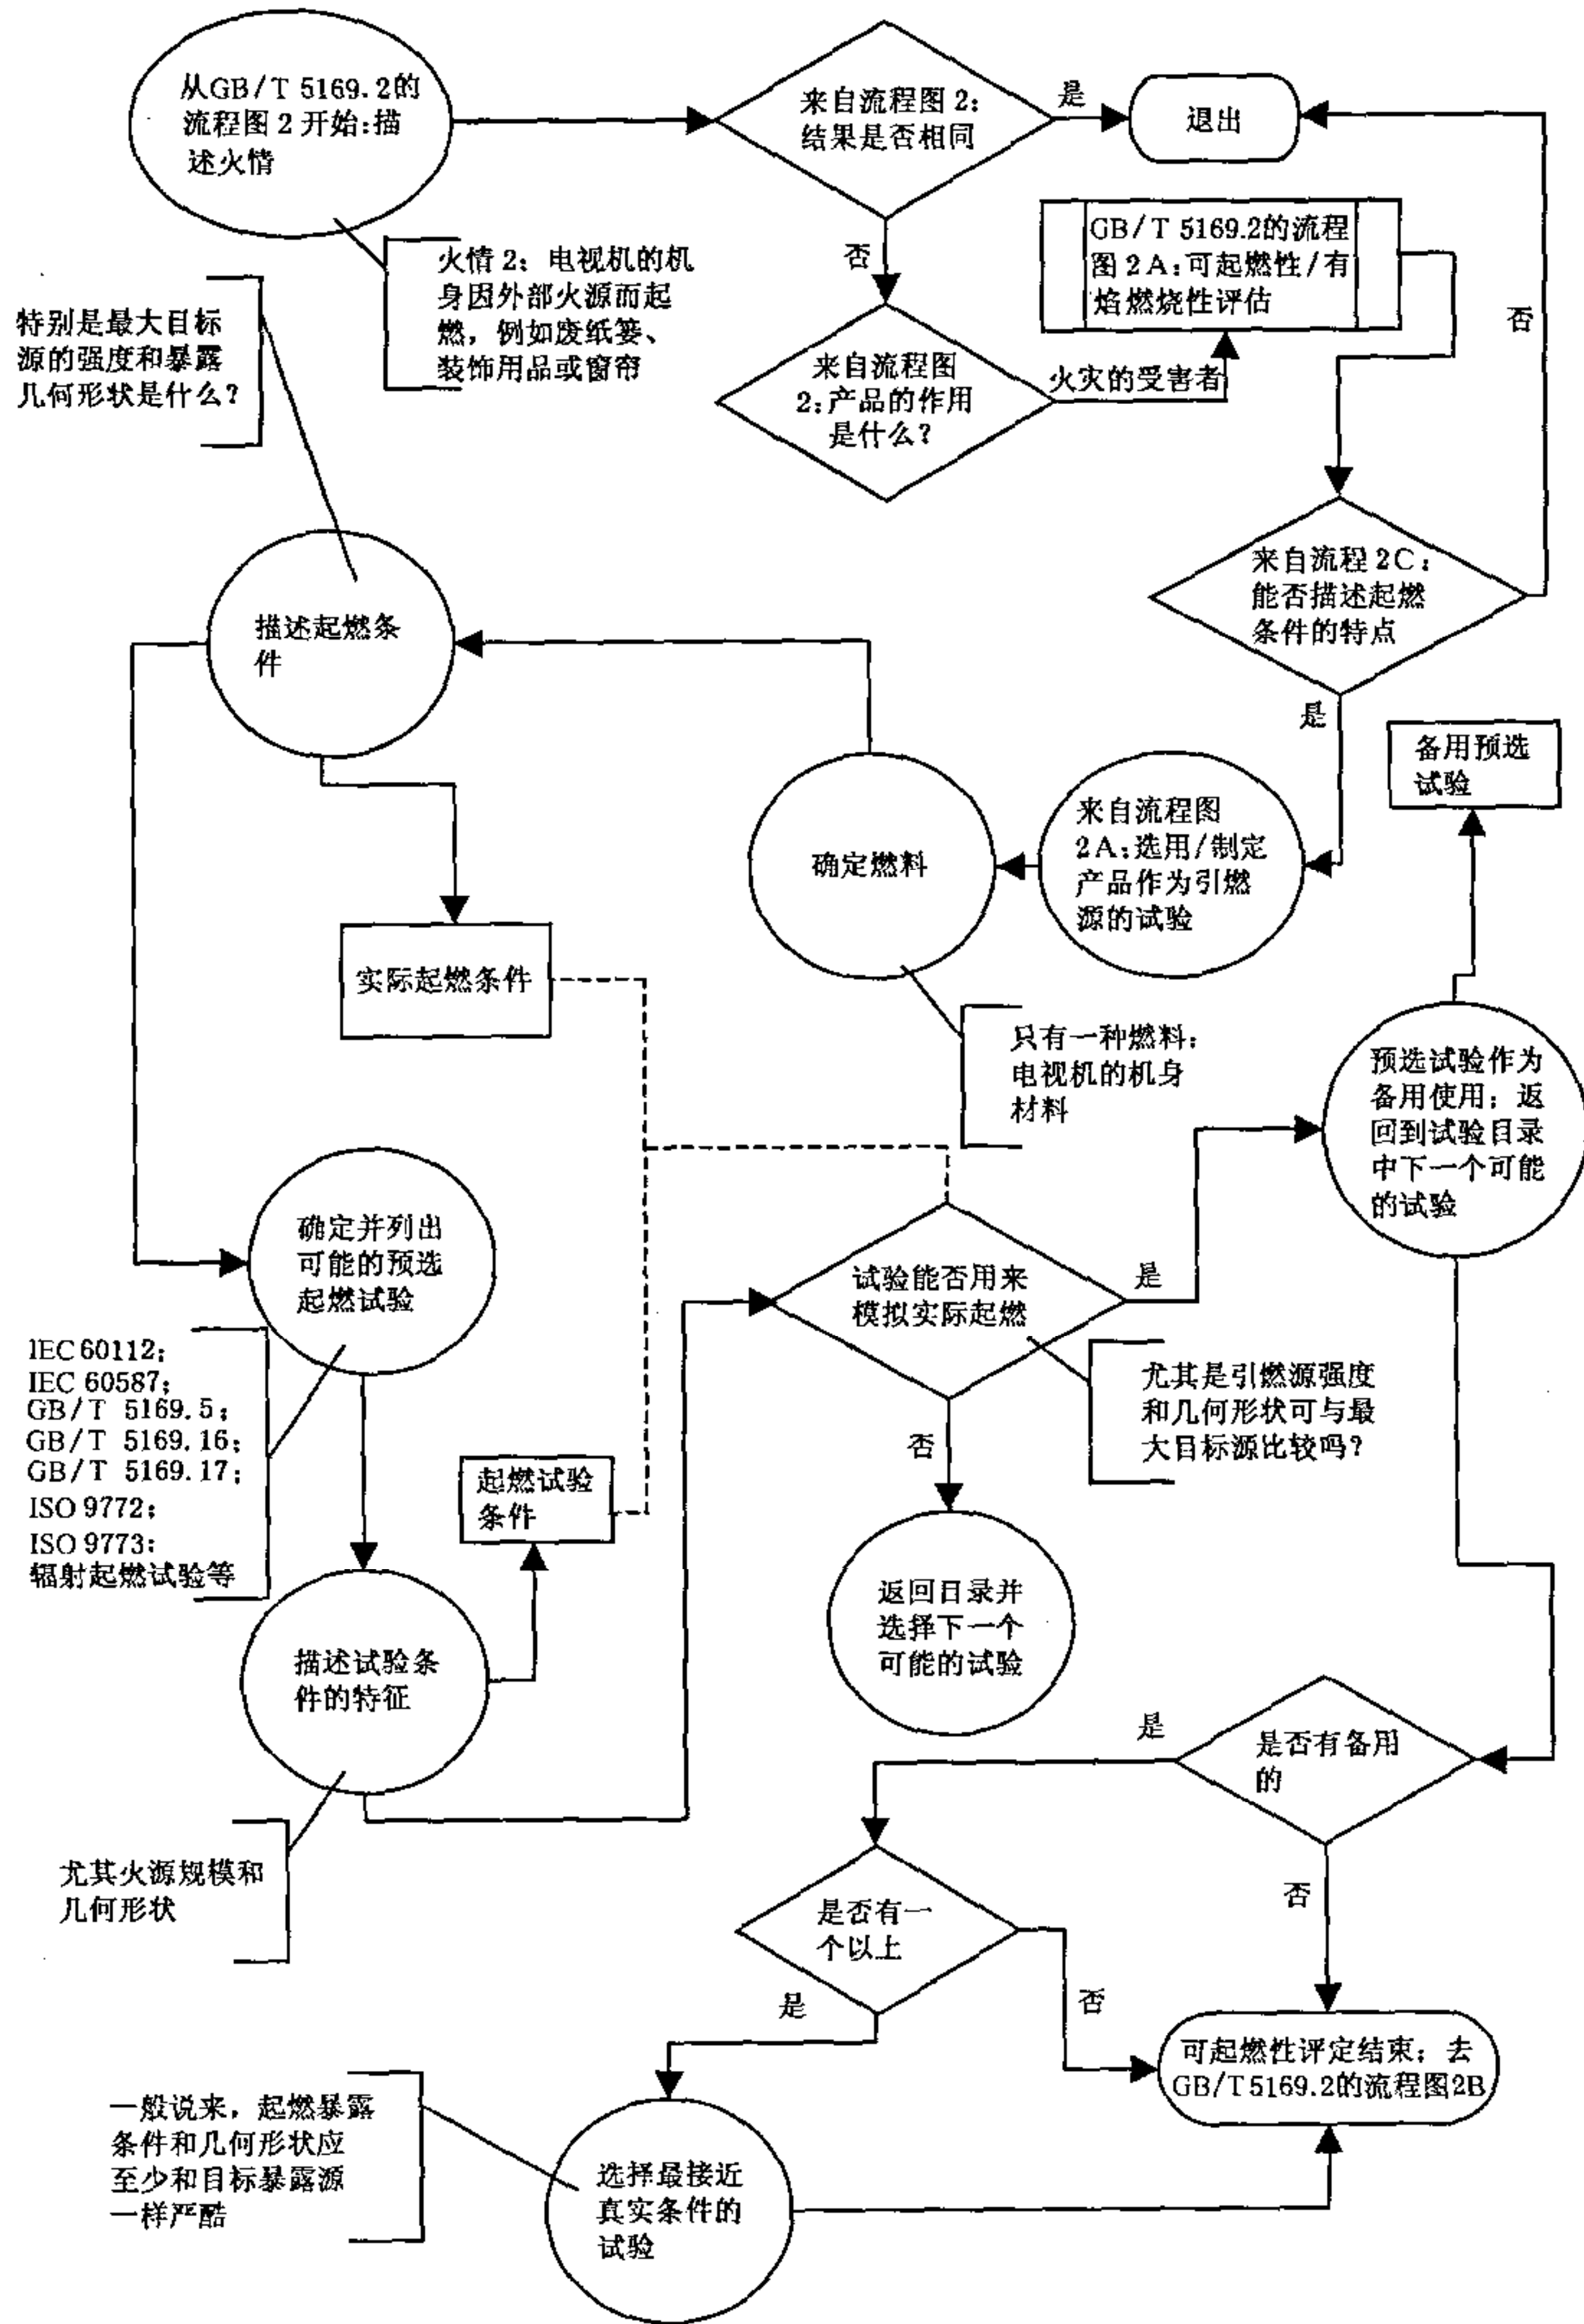 从GB/T 5169.2的
流程图2开始:描
述火情
来自流程图2:
结果是否相同
是
退出
否
火情2:电视机的机
身因外部火源而起
燃,例如废纸篓、
装饰用品或窗帘
GB/T 5169.2的流程
图2A:可起燃性/有
焰燃烧性评估
否
特别是最大目标
源的强度和暴露
几何形状是什么?
来自流程图
2:产品的作用
是什么?
火灾的受害者
来自流程2C:
能否描述起燃
条件的特点
是
描述起燃条
件
备用预选
试验
来自流程图
2A:选用/制定
产品作为引燃
源的试验
确定燃料
实际起燃条件
只有一种燃料:
电视机的机身
材料
预选试验作为
备用使用;返
回到试验目录
中下一个可能
的试验
确定并列出
可能的预选
起燃试验
试验能否用来
模拟实际起燃
是
IEC 60112;
IEC 60587;
GB/T 5169.5;
GB/T 5169.16;
GB/T 5169.17;
ISO 9772;
ISO 9773:
辐射起燃试验等
尤其是引燃源强度
和几何形状可与最
大目标源比较吗?
否
起燃试验
条件
返回目录并
选择下一个
可能的试验
描述试验条
件的特征
是
是否有备用
的
尤其火源规模和
几何形状
否
是否有一
个以上
是
否
可起燃性评定结束;去
GB/T5169.2的流程图2B
一般说来,起燃暴露
条件和几何形状应
至少和目标暴露源
一样严酷
选择最接近
真实条件的
试验